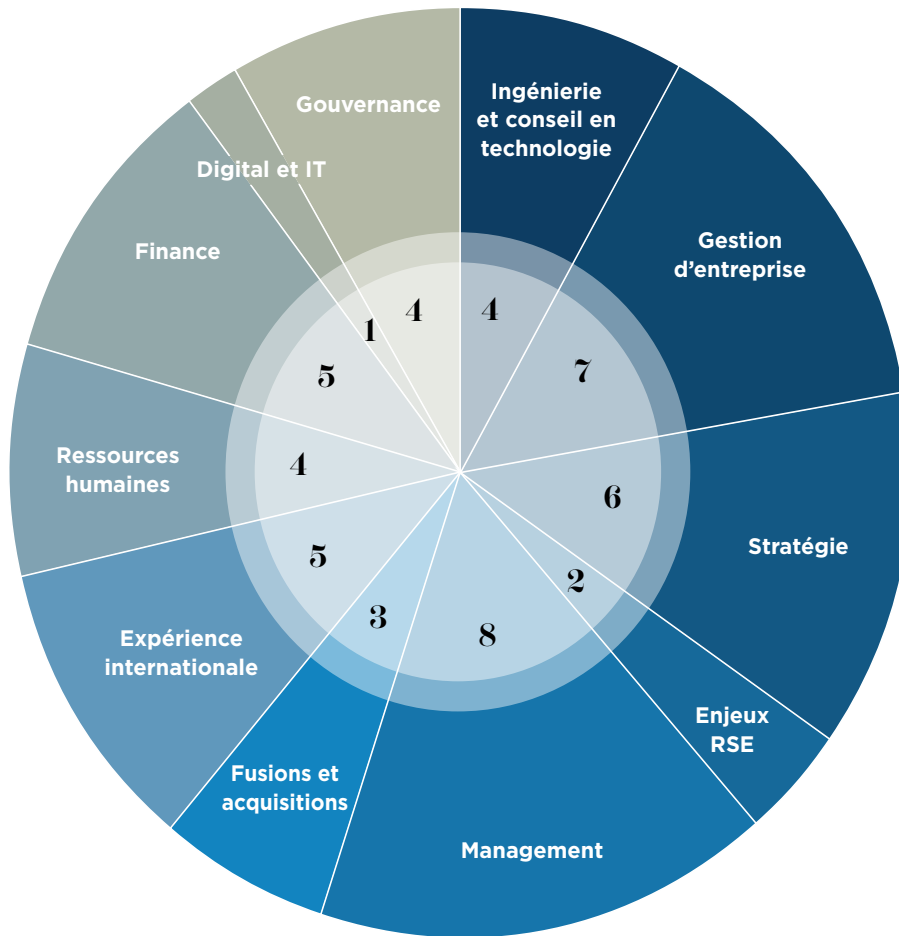 Ingénierie
et conseil en
technologie
4
Gestion
d’entreprise
7
Stratégie
6
Enjeux
RSE
2
Management
8
Fusions et
acquisitions
3
Expérience
internationale
5
Ressources
humaines
4
Finance
5
Digital et IT
1
Gouvernance
4